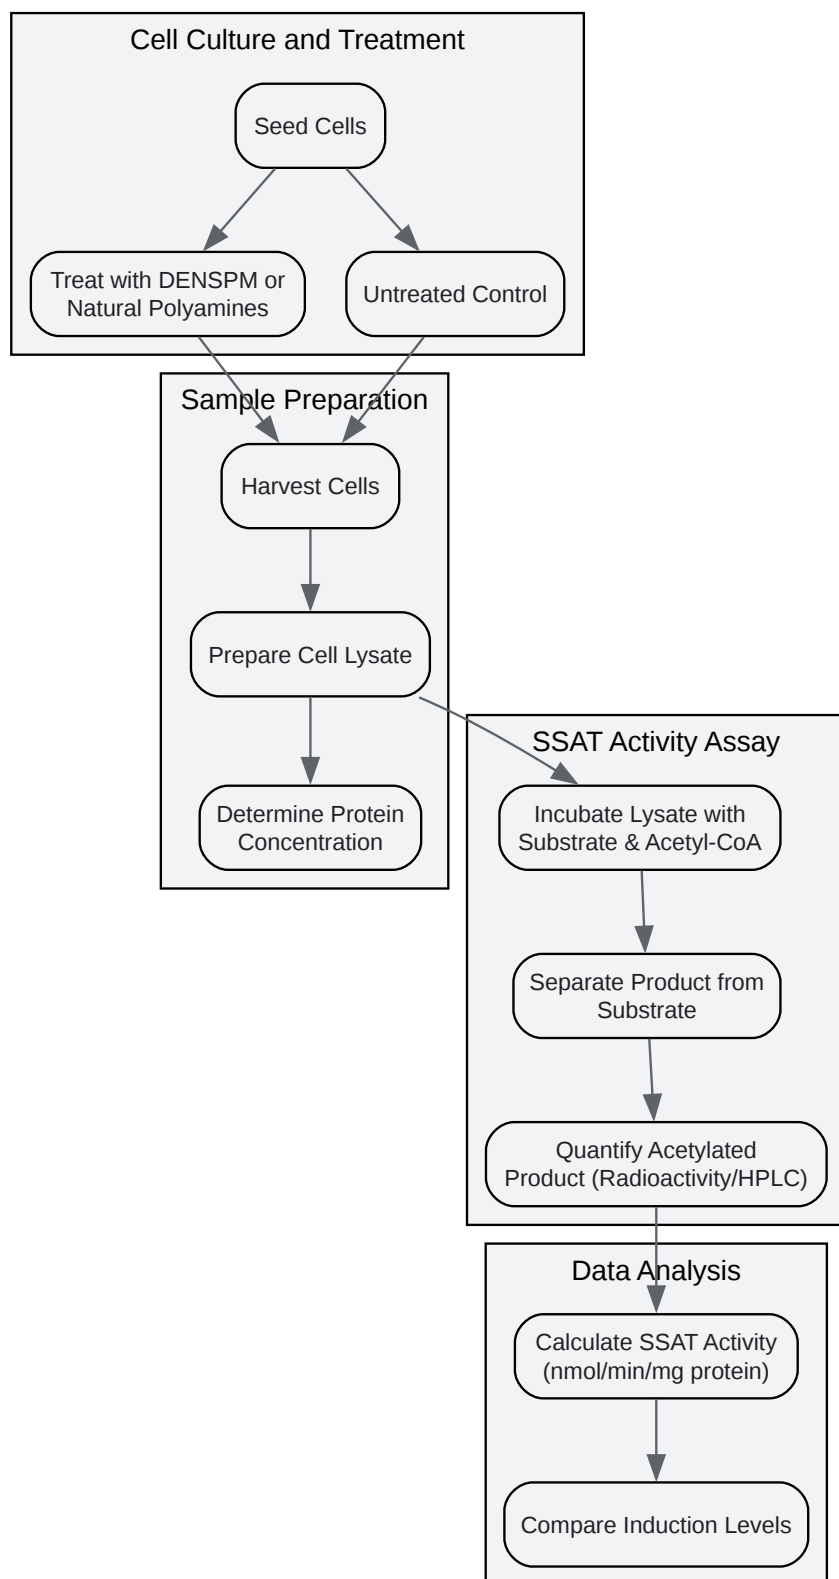 Cell Culture and Treatment
Seed Cells
Treat with DENSPM or
Natural Polyamines
Untreated Control
Sample Preparation
Harvest Cells
Prepare Cell Lysate
Determine Protein
Concentration
SSAT Activity Assay
Incubate Lysate with
Substrate & Acetyl-CoA
Separate Product from
Substrate
Quantify Acetylated
Product (Radioactivity/HPLC)
Data Analysis
Calculate SSAT Activity
(nmol/min/mg protein)
Compare Induction Levels